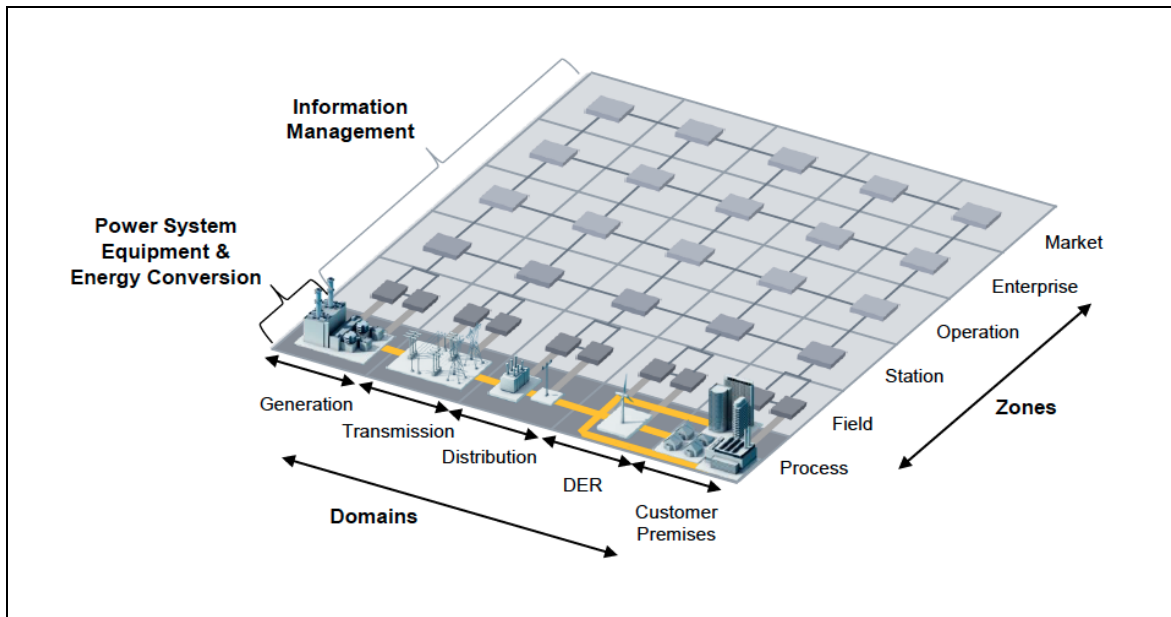 Information
Management
Power System
Equipment &
Energy Conversion
Market
Enterprise
Operation
Station
Field
Process
Zones
Generation
Transmission
Distribution
DER
Customer
Premises
Domains